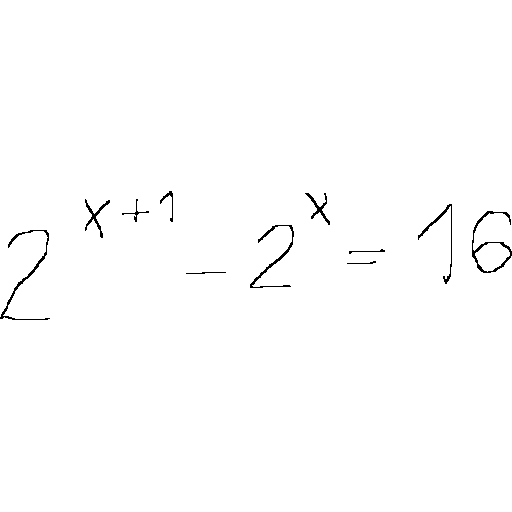 2^{x+1} - 2^x = 16